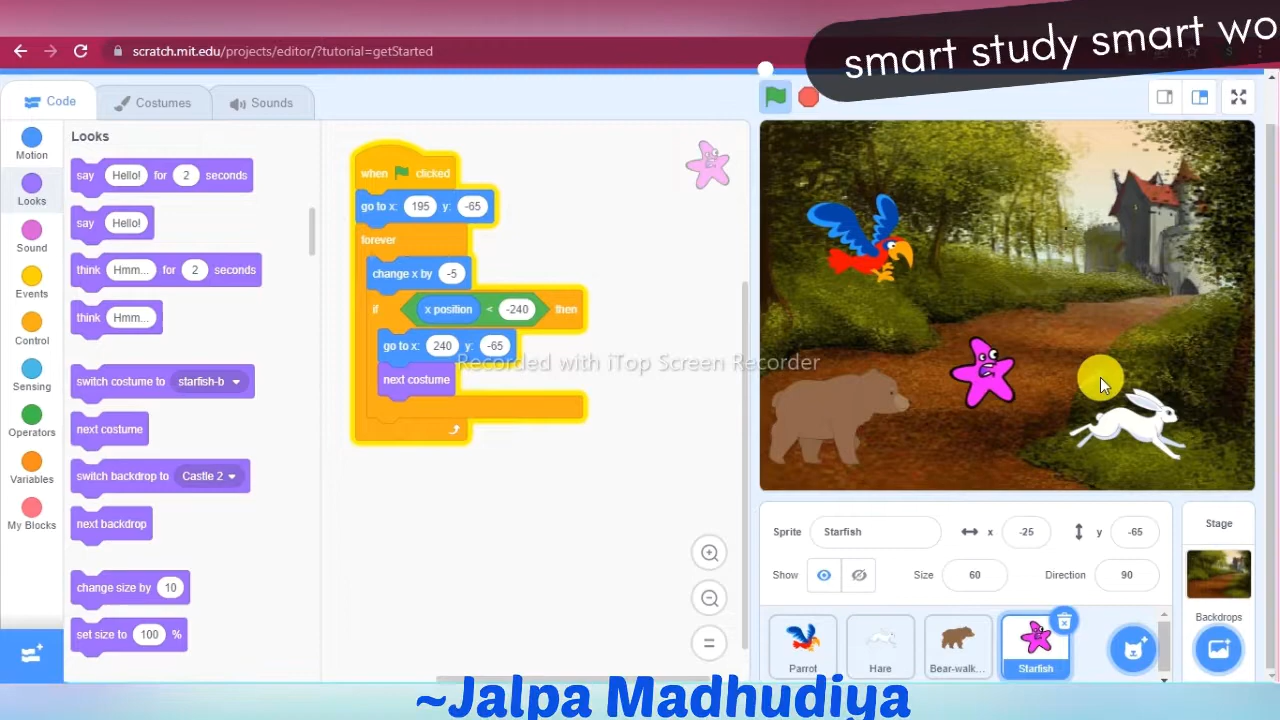 smart study smart wo
scratch.mit.edu/projects/editor/?tutorial=getStarted
Code
Costumes
Sounds
Motion
Looks
Sound
Events
Control
Sensing
Operators
Variables
My Blocks
Looks
say Hello! for 2 seconds
say Hello!
think Hmm... for 2 seconds
think Hmm...
switch costume to starfish-b
next costume
switch backdrop to Castle 2
next backdrop
change size by 10
set size to 100 %
when clicked
go to x: 195 y: -65
forever
change x by -5
if x position < -240 then
go to x: 240 y: -65
next costume
Recorded with iTop Screen Recorder
Sprite Starfish x -25 y -65
Show Size 60 Direction 90
Parrot
Hare
Bear-walk...
Starfish
Stage
Backdrops
~Jalpa Madhudiya